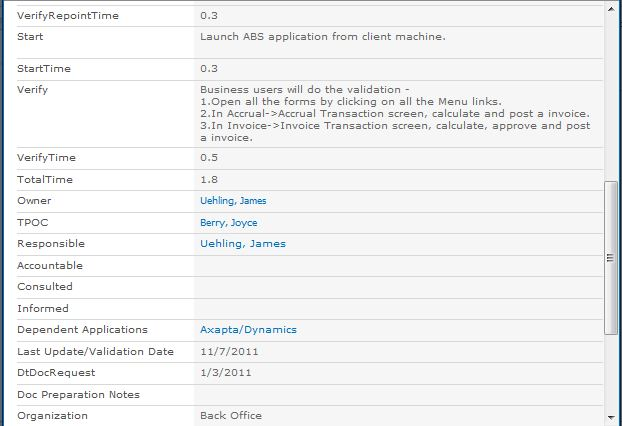 VerifyRepointTime 0.3
Start Launch ABS application from client machine.
StartTime 0.3
Verify Business users will do the validation -
1.Open all the forms by clicking on all the Menu links.
2.In Accrual->Accrual Transaction screen, calculate and post a invoice.
3.In Invoice->Invoice Transaction screen, calculate, approve and post
a invoice.
VerifyTime 0.5
TotalTime 1.8
Owner Uehling, James
TPOC Berry, Joyce
Responsible Uehling, James
Accountable
Consulted
Informed
Dependent Applications Axapta/Dynamics
Last Update/Validation Date 11/7/2011
DtDocRequest 1/3/2011
Doc Preparation Notes
Organization Back Office